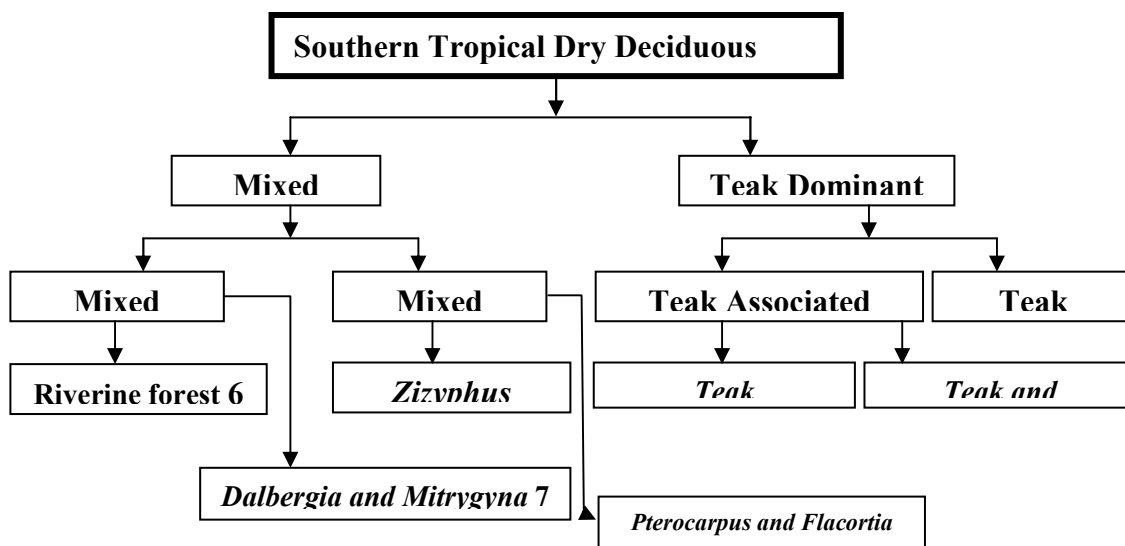 Southern Tropical Dry Deciduous
Mixed
Teak Dominant
Mixed
Mixed
Teak Associated
Teak
Riverine forest 6
Zizyphus
Teak
Teak and
Dalbergia and Mitrygyna 7
Pterocarpus and Flacortia